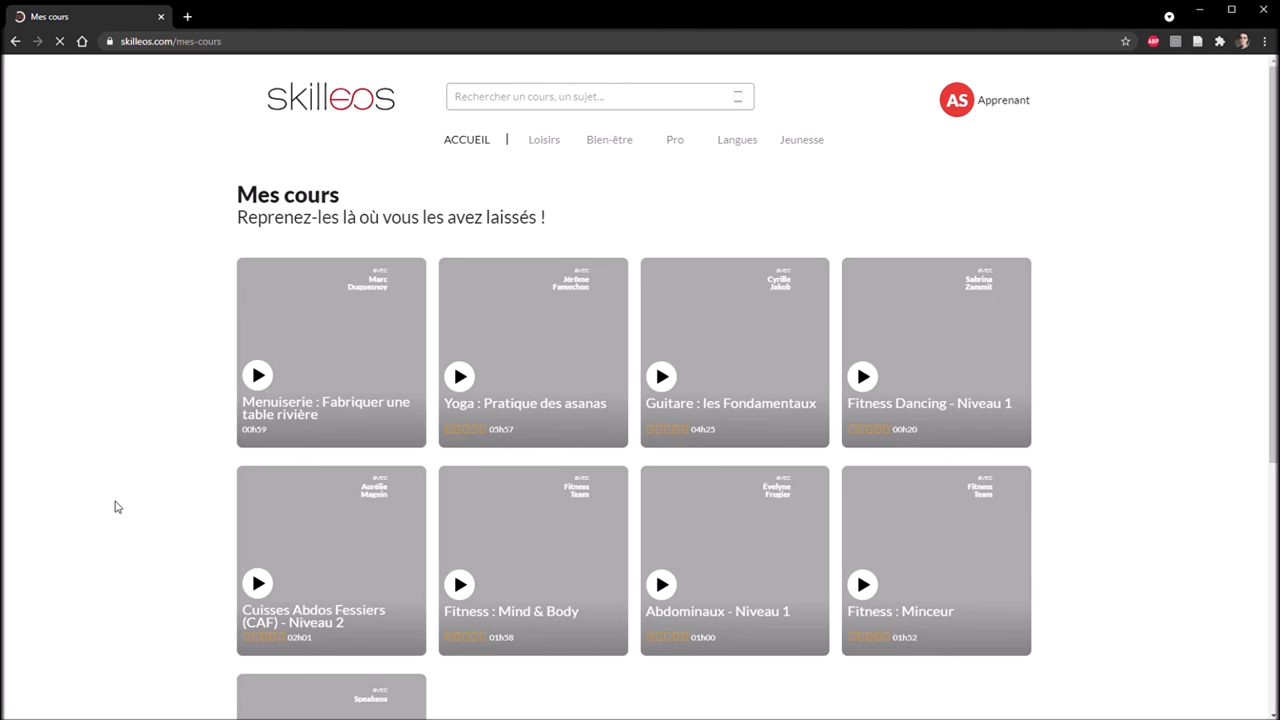 Mes cours
skilleos.com/mes-cours
ABP
skilleos
Rechercher un cours, un sujet...
AS Apprenant
ACCUEIL | Loisirs Bien-être Pro Langues Jeunesse
Mes cours
Reprenez-les là où vous les avez laissés !
avec
Marc
Duquesnoy
Menuiserie : Fabriquer une
table rivière
00h59
avec
Jérôme
Famechon
Yoga : Pratique des asanas
05h57
avec
Cyrille
Jakob
Guitare : les Fondamentaux
04h25
avec
Sabrina
Zammit
Fitness Dancing - Niveau 1
00h20
avec
Aurélie
Magnin
Cuisses Abdos Fessiers
(CAF) - Niveau 2
02h01
avec
Fitness
Team
Fitness : Mind & Body
01h58
avec
Évelyne
Frugier
Abdominaux - Niveau 1
01h00
avec
Fitness
Team
Fitness : Minceur
01h52
avec
Speakeos